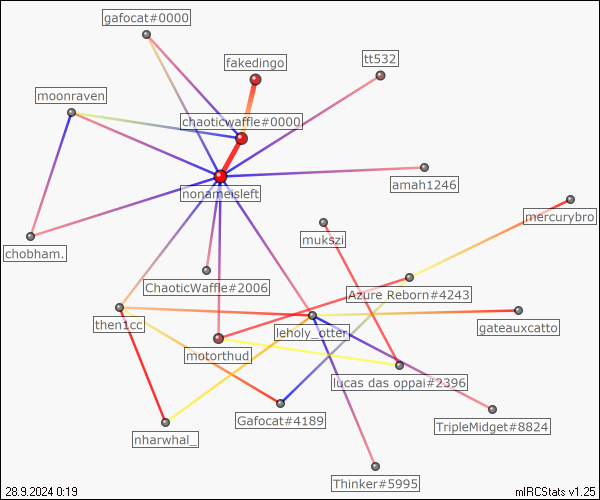 gafocat#0000
fakedingo
tt532
moonraven
chaoticwaffle#0000
amah1246
nonameisleft
mercurybro
mukszi
chobham.
ChaoticWaffle#2006
Azure Reborn#4243
then1cc
leholy_otter
gateauxcatto
motorthud
lucas das oppai#2396
Gafocat#4189
TripleMidget#8824
nharwhal_
Thinker#5995
28.9.2024 0:19
mIRCStats v1.25